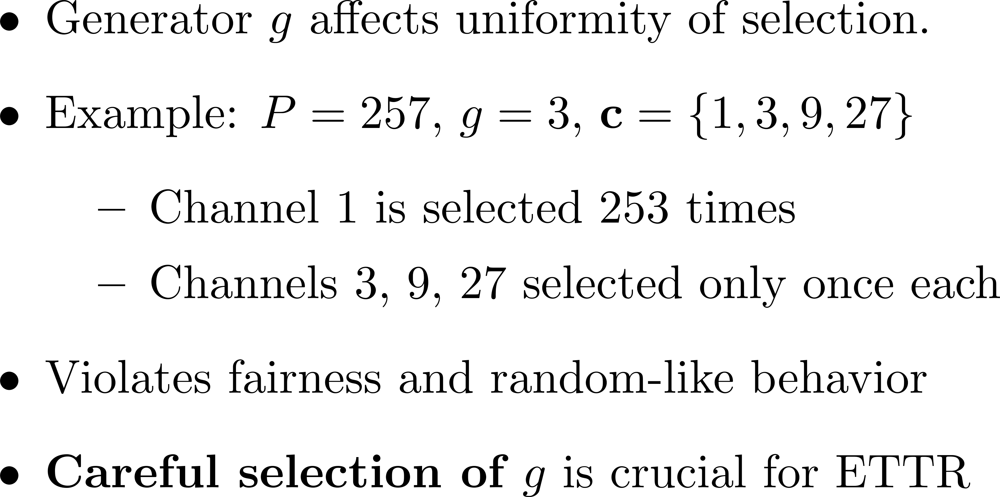 • Generator g affects uniformity of selection.
• Example: P = 257, g = 3, c = {1, 3, 9, 27}
– Channel 1 is selected 253 times
– Channels 3, 9, 27 selected only once each
• Violates fairness and random-like behavior
• Careful selection of g is crucial for ETTR